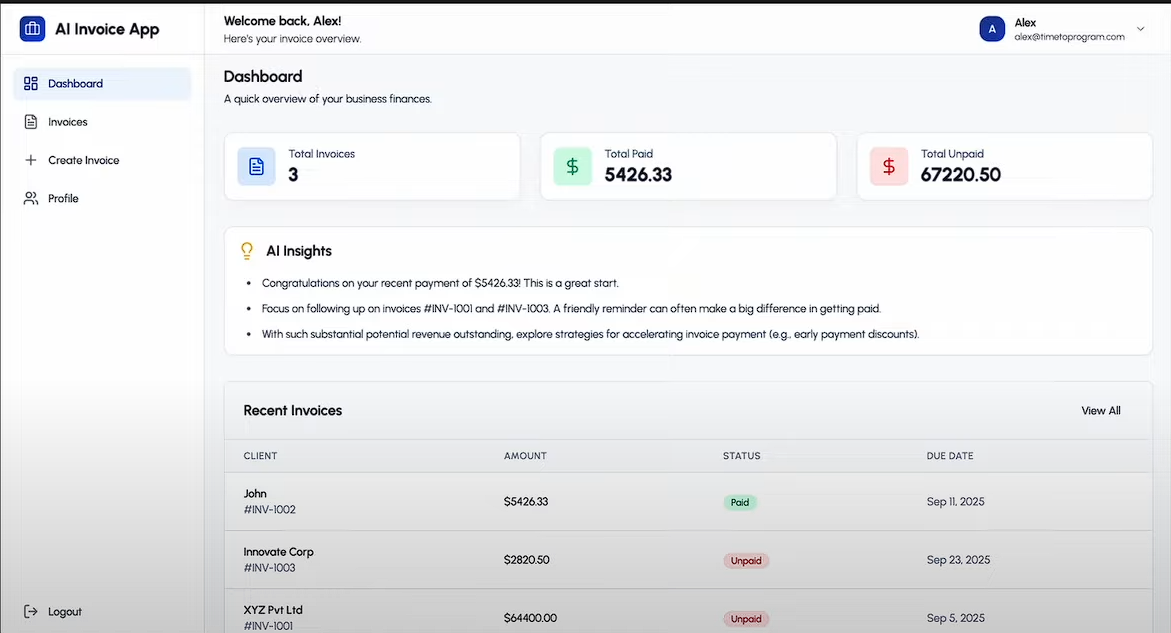 AI Invoice App
Welcome back, Alex!
Here's your invoice overview.
A
Alex
alex@timetoprogram.com
Dashboard
Invoices
Create Invoice
Profile
Logout
Dashboard
A quick overview of your business finances.
Total Invoices
3
$
Total Paid
5426.33
$
Total Unpaid
67220.50
AI Insights
• Congratulations on your recent payment of $5426.33! This is a great start.
• Focus on following up on invoices #INV-1001 and #INV-1003. A friendly reminder can often make a big difference in getting paid.
• With such substantial potential revenue outstanding, explore strategies for accelerating invoice payment (e.g., early payment discounts).
Recent Invoices
View All
CLIENT AMOUNT STATUS DUE DATE
John
#INV-1002
$5426.33 Paid Sep 11, 2025
Innovate Corp
#INV-1003
$2820.50 Unpaid Sep 23, 2025
XYZ Pvt Ltd
#INV-1001
$64400.00 Unpaid Sep 5, 2025